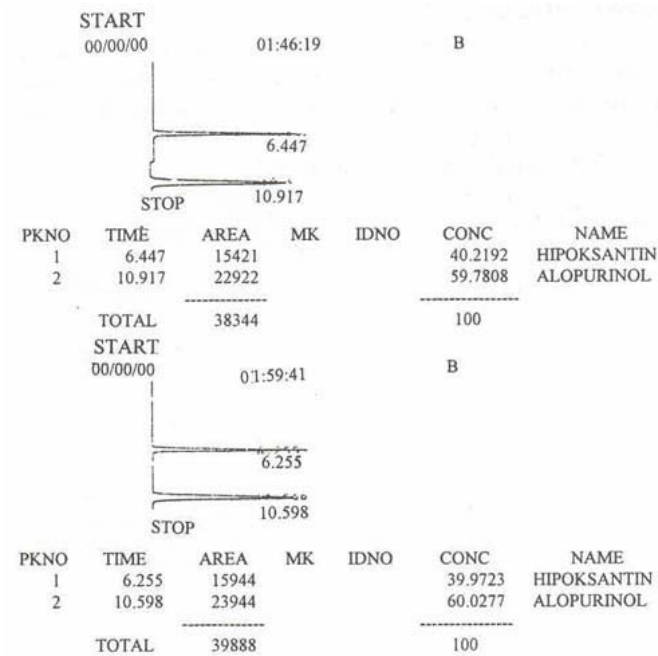 START
00/00/00 01:46:19 B
6.447
10.917
STOP
PKNO TIME AREA MK IDNO CONC NAME
1 6.447 15421 40.2192 HIPOKSANTIN
2 10.917 22922 59.7808 ALOPURINOL
-------------- --------------
TOTAL 38344 100
START
00/00/00 01:59:41 B
6.255
10.598
STOP
PKNO TIME AREA MK IDNO CONC NAME
1 6.255 15944 39.9723 HIPOKSANTIN
2 10.598 23944 60.0277 ALOPURINOL
-------------- --------------
TOTAL 39888 100